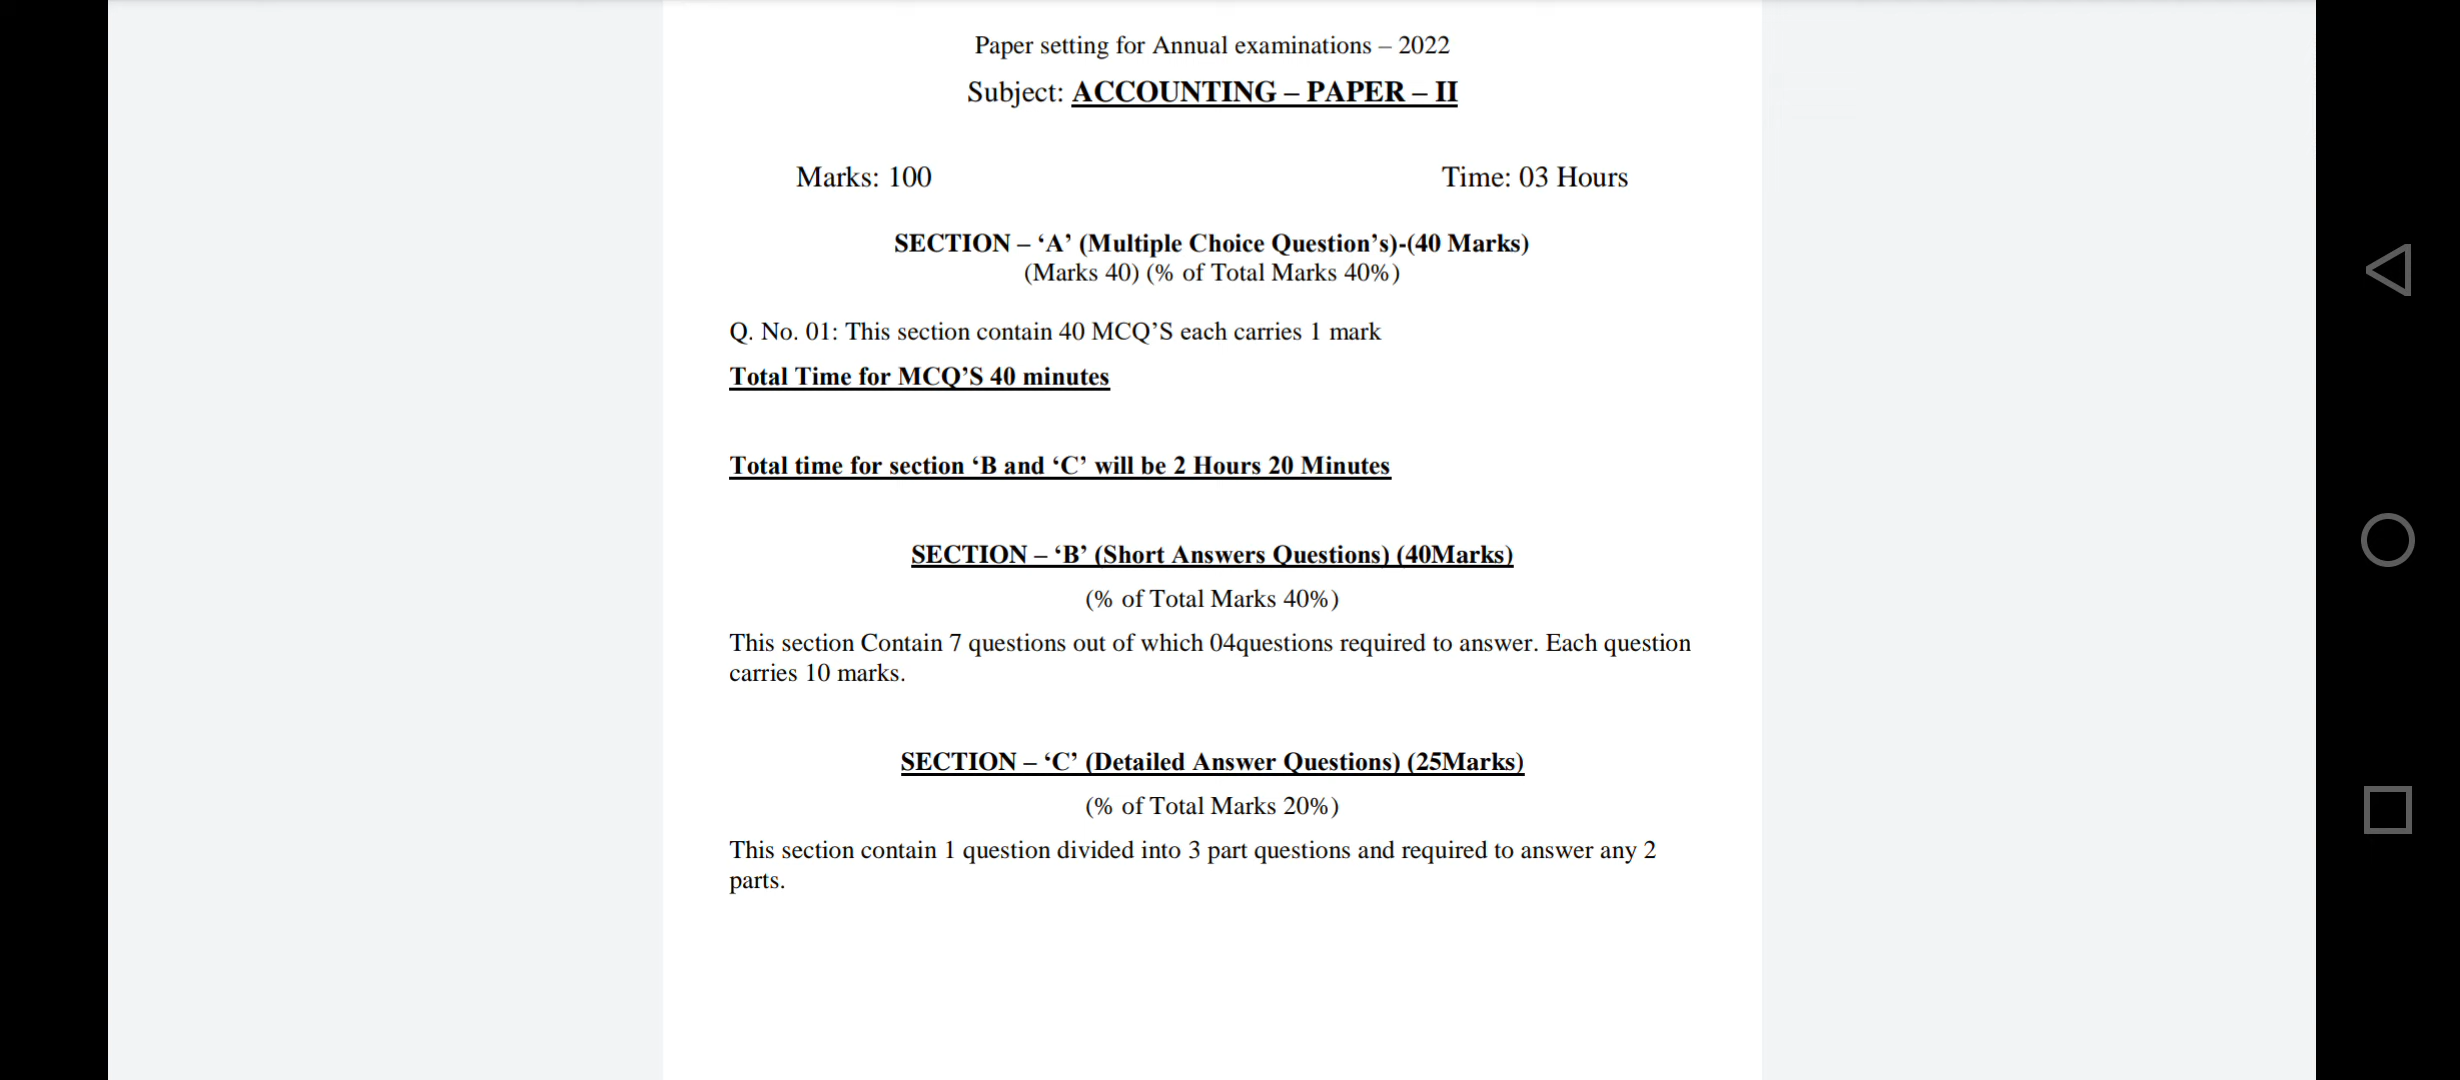 Paper setting for Annual examinations – 2022
Subject: ACCOUNTING – PAPER – II
Marks: 100 Time: 03 Hours
SECTION – ‘A’ (Multiple Choice Question’s)-(40 Marks)
(Marks 40) (% of Total Marks 40%)
Q. No. 01: This section contain 40 MCQ’S each carries 1 mark
Total Time for MCQ’S 40 minutes
Total time for section ‘B and ‘C’ will be 2 Hours 20 Minutes
SECTION – ‘B’ (Short Answers Questions) (40Marks)
(% of Total Marks 40%)
This section Contain 7 questions out of which 04questions required to answer. Each question
carries 10 marks.
SECTION – ‘C’ (Detailed Answer Questions) (25Marks)
(% of Total Marks 20%)
This section contain 1 question divided into 3 part questions and required to answer any 2
parts.